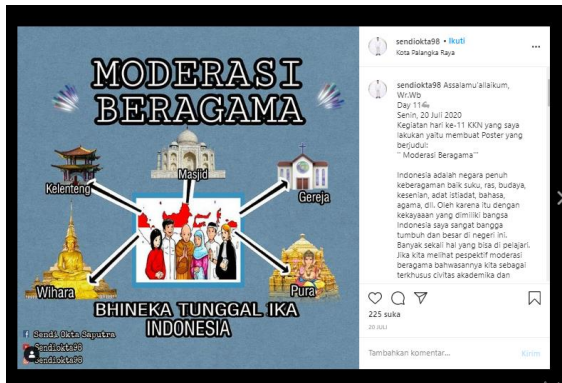 MODERASI
BERAGAMA
Kelenteng
Masjid
Gereja
Wihara
Pura
BHINEKA TUNGGAL IKA
INDONESIA
Sendi Okta Saputra
Sendiokta98
Sendiokta98
sendiokta98 • Ikuti
Kota Palangka Raya
sendiokta98 Assalamu'allaikum,
Wr.Wb
Day 11
Senin, 20 Juli 2020
Kegiatan hari ke-11 KKN yang saya
lakukan yaitu membuat Poster yang
berjudul:
" Moderasi Beragama"
Indonesia adalah negara penuh
keberagaman baik suku, ras, budaya,
kesenian, adat istiadat, bahasa,
agama, dll. Oleh karena itu dengan
kekayaaan yang dimiliki bangsa
Indonesia saya sangat bangga
tumbuh dan besar di negeri ini.
Banyak sekali hal yang bisa di pelajari.
Jika kita melihat pespektif moderasi
beragama bahwasannya kita sebagai
terkhusus civitas akademika dan
225 suka
20 JULI
Tambahkan komentar...
Kirim